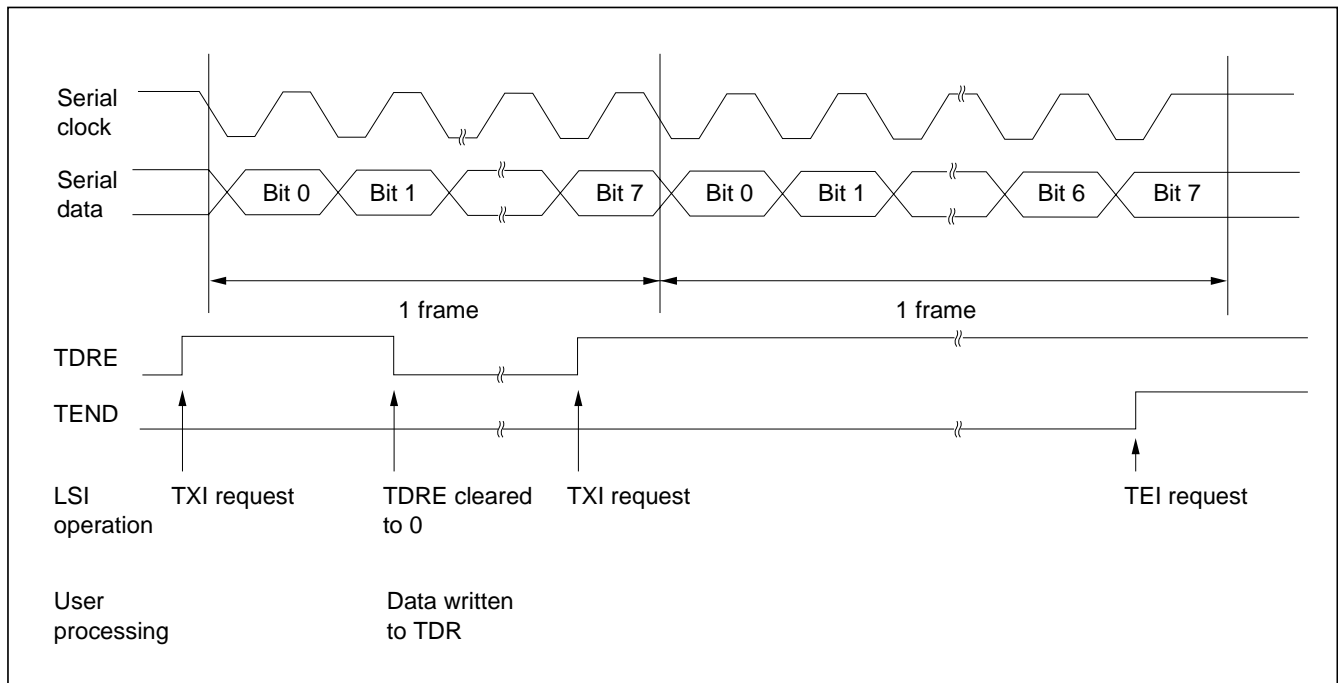 Serial
clock
Serial
data
Bit 0
Bit 1
Bit 7
Bit 0
Bit 1
Bit 6
Bit 7
1 frame
1 frame
TDRE
TEND
LSI
operation
TXI request
TDRE cleared
to 0
TXI request
TEI request
User
processing
Data written
to TDR